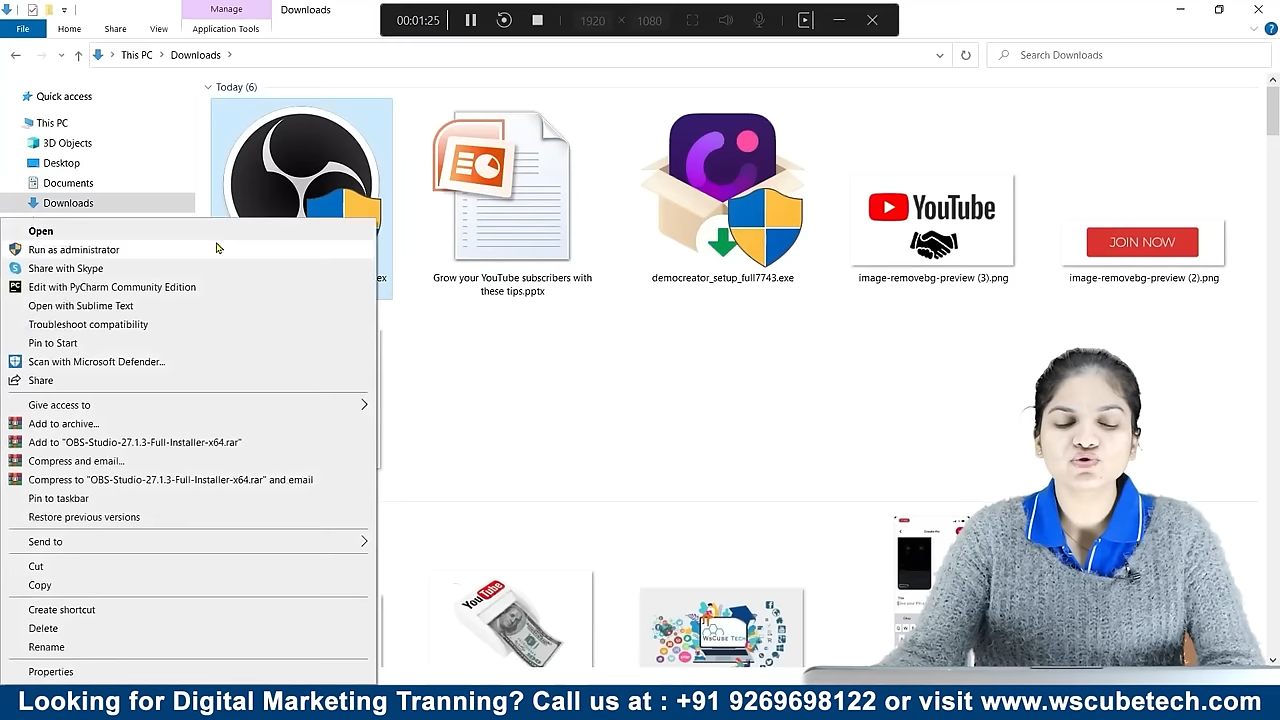 Manage
Downloads
00:01:25
1920 × 1080
File
Home
Share
View
Application Tools
This PC
Downloads
Search Downloads
Quick access
This PC
3D Objects
Desktop
Documents
Downloads
Today (6)
ex
Grow your YouTube subscribers with
these tips.pptx
democreator_setup_full7743.exe
YouTube
image-removebg-preview (3).png
JOIN NOW
image-removebg-preview (2).png
Open
Run as administrator
Share with Skype
PC
Edit with PyCharm Community Edition
Open with Sublime Text
Troubleshoot compatibility
Pin to Start
Scan with Microsoft Defender...
Share
Give access to
Add to archive...
Add to "OBS-Studio-27.1.3-Full-Installer-x64.rar"
Compress and email...
Compress to "OBS-Studio-27.1.3-Full-Installer-x64.rar" and email
Pin to taskbar
Restore previous versions
Send to
Cut
Copy
Create shortcut
Delete
Rename
Properties
YouTube
WsCube Tech
Looking for Digital Marketing Tranning? Call us at : +91 9269698122 or visit www.wscubetech.com